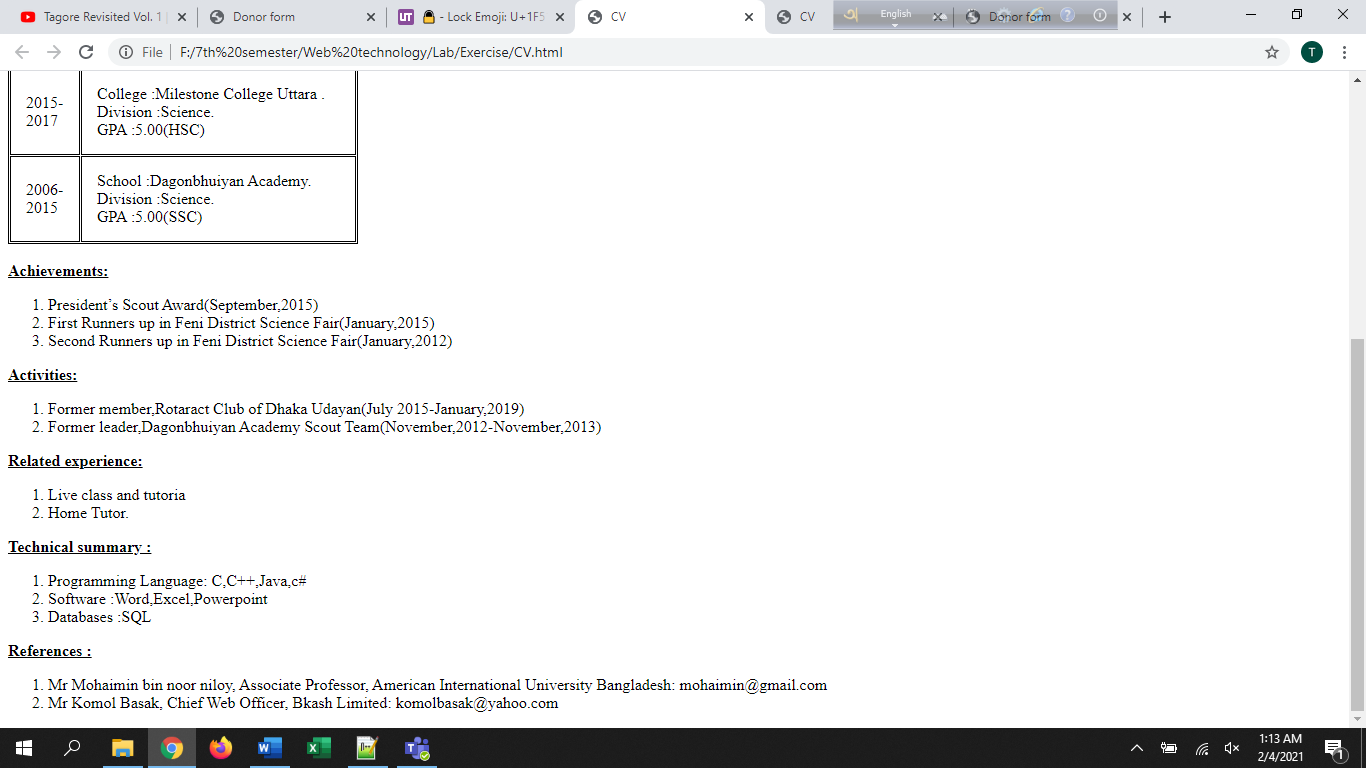 Tagore Revisited Vol. 1 |
Donor form
UT - Lock Emoji: U+1F5
CV
CV
English
Donor form
File
F:/7th%20semester/Web%20technology/Lab/Exercise/CV.html
T
2015-
2017
College :Milestone College Uttara .
Division :Science.
GPA :5.00(HSC)
2006-
2015
School :Dagonbhuiyan Academy.
Division :Science.
GPA :5.00(SSC)
Achievements:
1. President’s Scout Award(September,2015)
2. First Runners up in Feni District Science Fair(January,2015)
3. Second Runners up in Feni District Science Fair(January,2012)
Activities:
1. Former member,Rotaract Club of Dhaka Udayan(July 2015-January,2019)
2. Former leader,Dagonbhuiyan Academy Scout Team(November,2012-November,2013)
Related experience:
1. Live class and tutoria
2. Home Tutor.
Technical summary :
1. Programming Language: C,C++,Java,c#
2. Software :Word,Excel,Powerpoint
3. Databases :SQL
References :
1. Mr Mohaimin bin noor niloy, Associate Professor, American International University Bangladesh: mohaimin@gmail.com
2. Mr Komol Basak, Chief Web Officer, Bkash Limited: komolbasak@yahoo.com
1:13 AM
2/4/2021
1